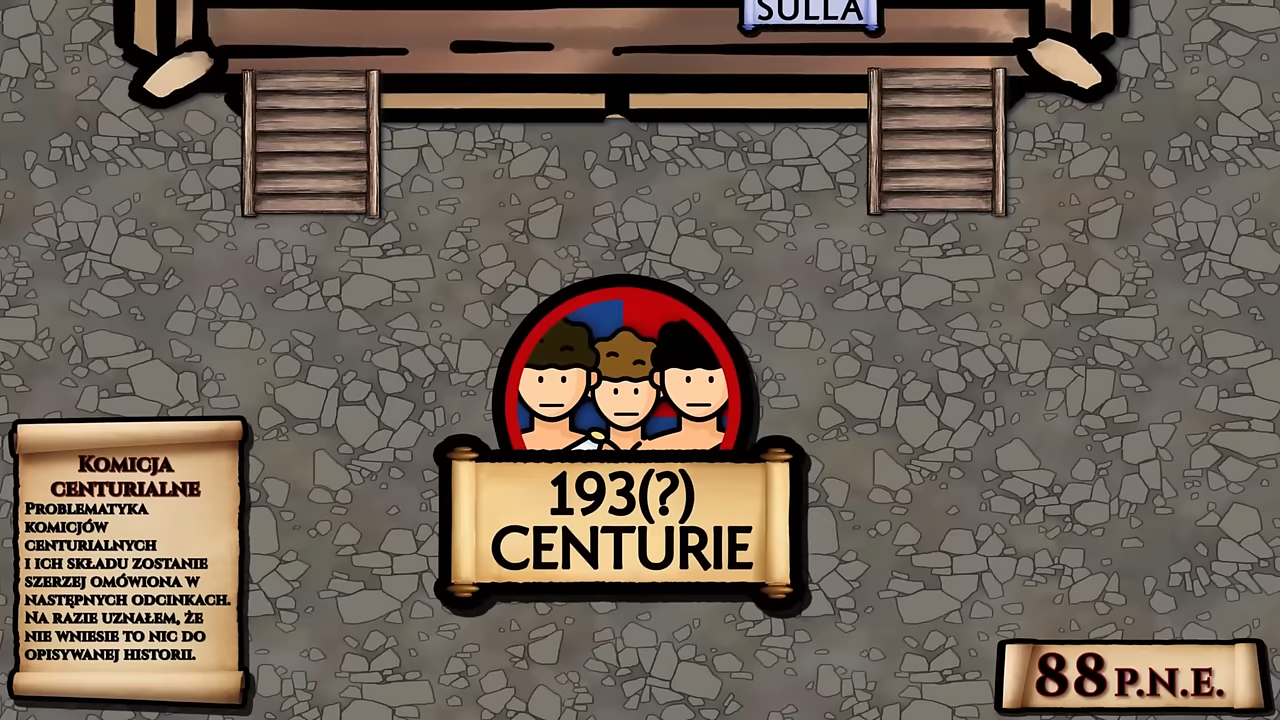 SULLA
193(?)
CENTURIE
Komicja
centurialne
Problematyka
komicjów
centurialnych
i ich składu zostanie
szerzej omówiona w
następnych odcinkach.
Na razie uznałem, że
nie wniesie to nic do
opisywanej historii.
88 P.N.E.